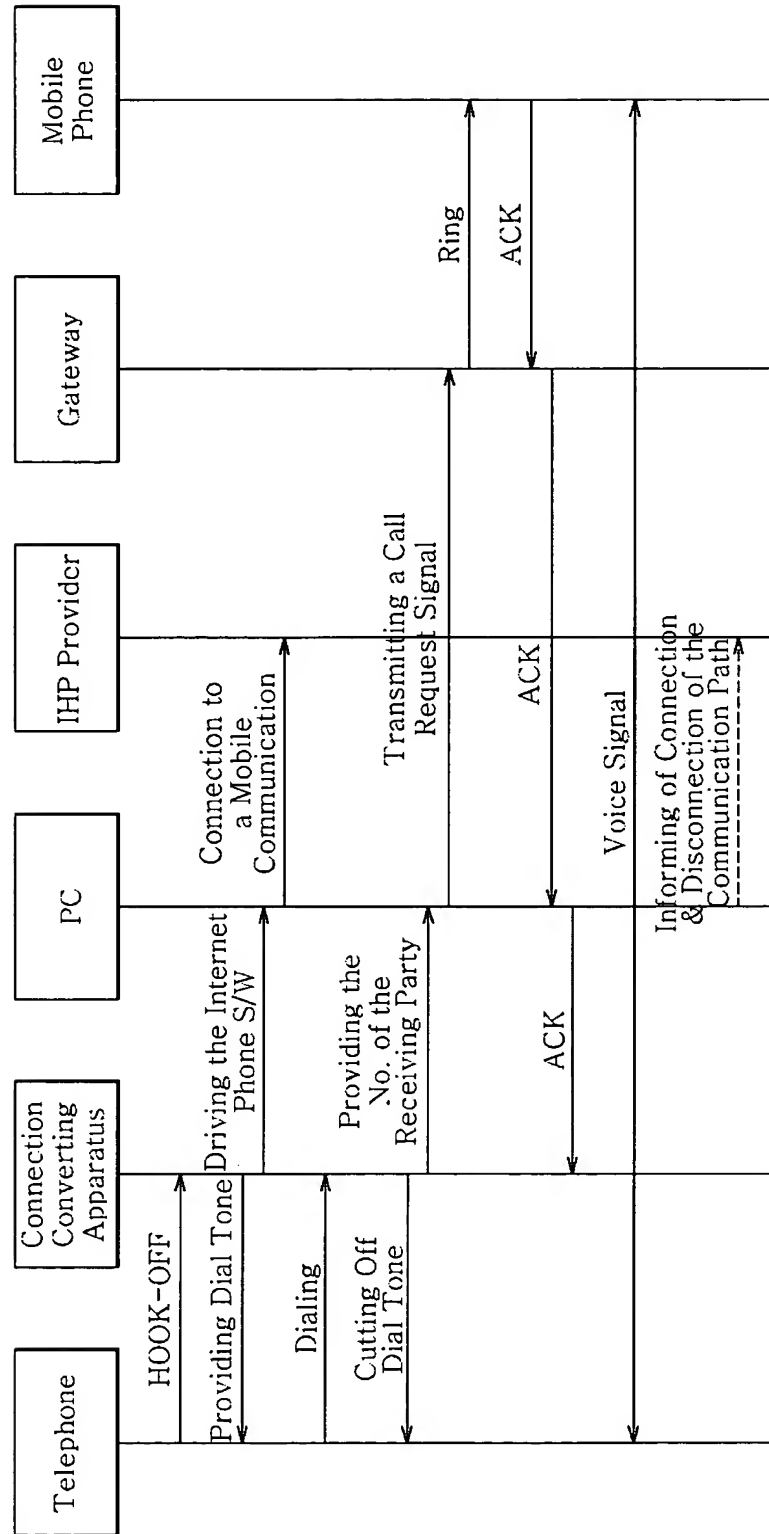 Telephone
Connection
Converting
Apparatus
PC
IHP Provider
Gateway
Mobile
Phone
HOOK-OFF
Providing Dial Tone
Driving the Internet
Phone S/W
Connection to
a Mobile
Communication
Dialing
Cutting Off
Dial Tone
Providing the
No. of the
Receiving Party
Transmitting a Call
Request Signal
Ring
ACK
ACK
ACK
Voice Signal
Informing of Connection
& Disconnection of the
Communication Path